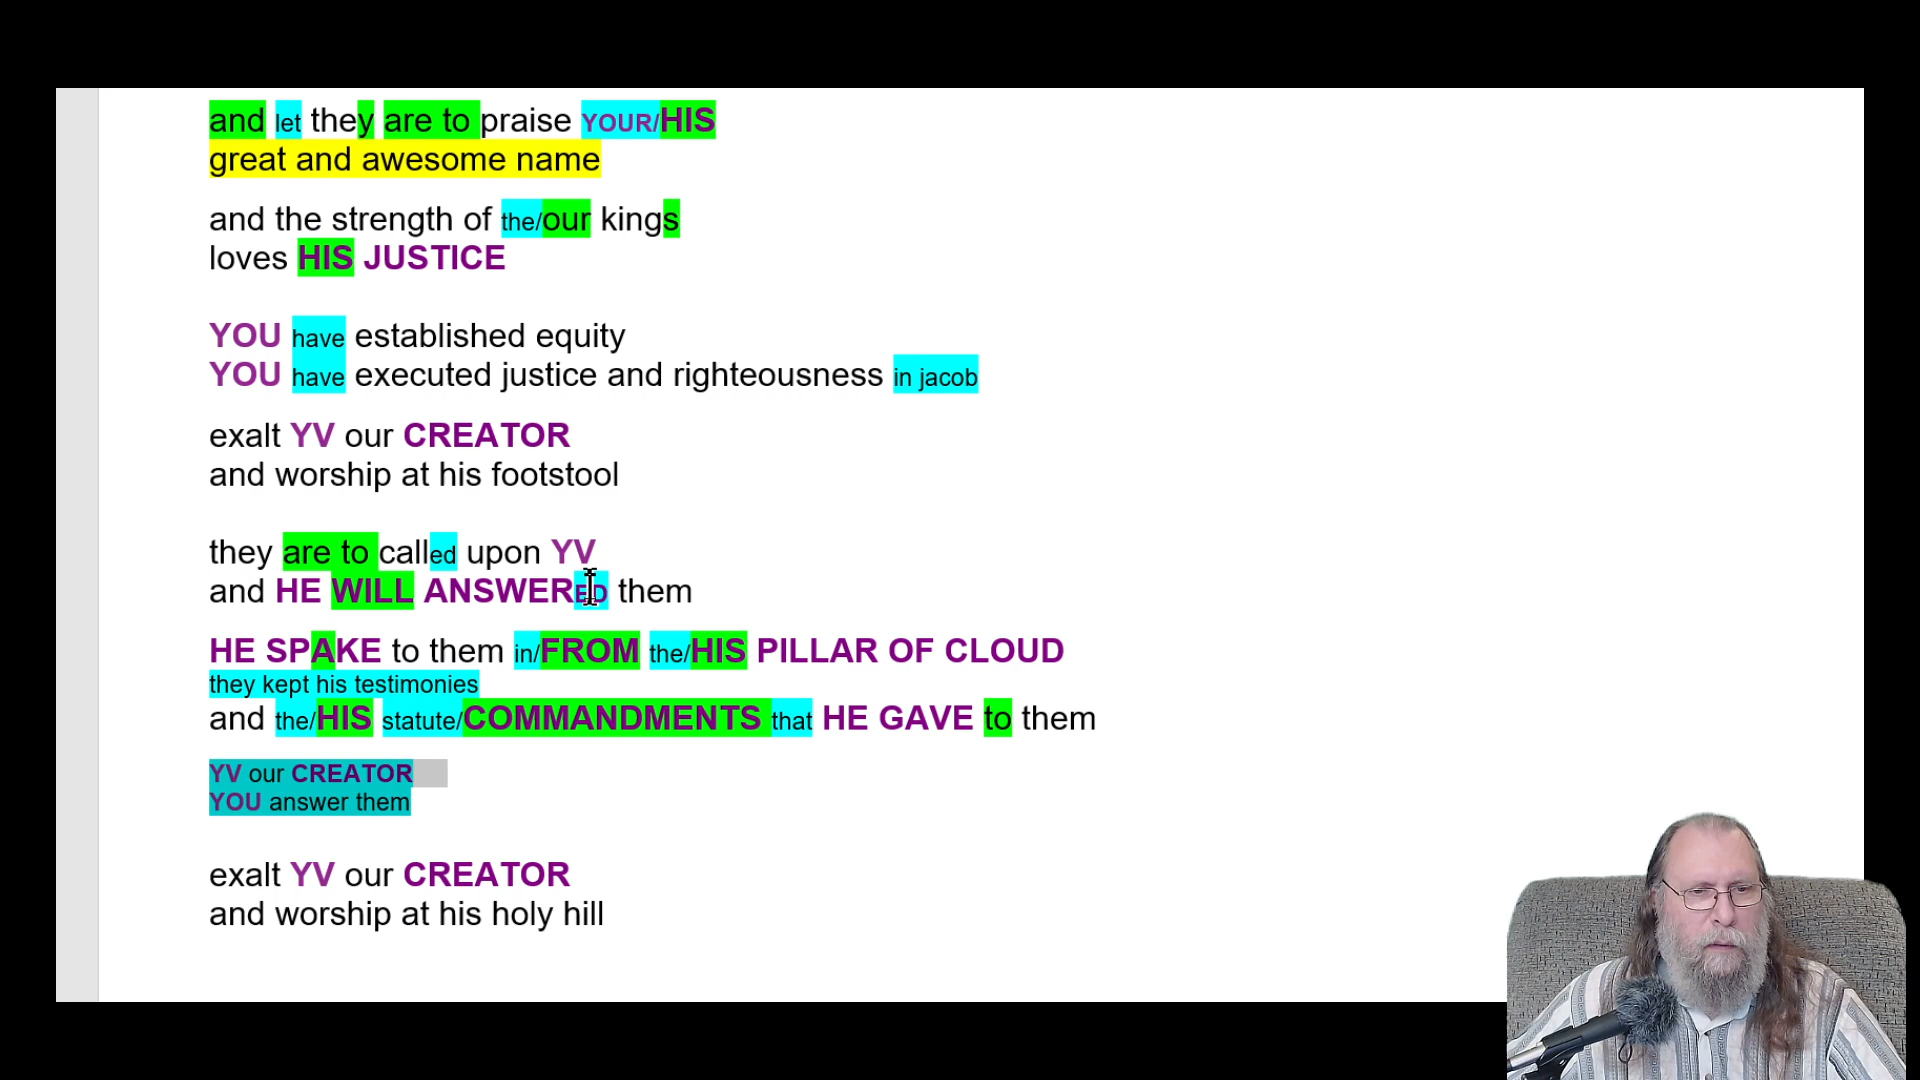 and let they are to praise YOUR/HIS
great and awesome name
and the strength of the/our kings
loves HIS JUSTICE
YOU have established equity
YOU have executed justice and righteousness in jacob
exalt YV our CREATOR
and worship at his footstool
they are to called upon YV
and HE WILL ANSWERED them
HE SPAKE to them in/FROM the/HIS PILLAR OF CLOUD
they kept his testimonies
and the/HIS statute/COMMANDMENTS that HE GAVE to them
YV our CREATOR
YOU answer them
exalt YV our CREATOR
and worship at his holy hill